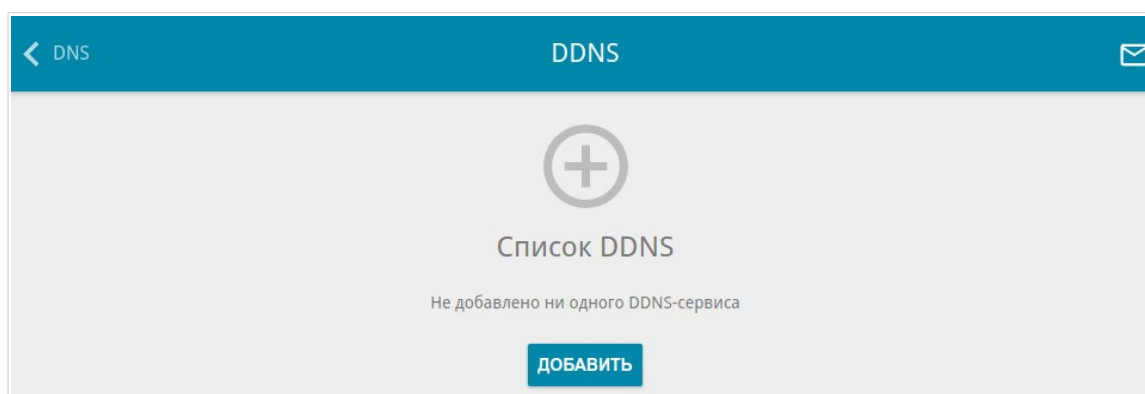 DNS
DDNS
Список DDNS
Не добавлено ни одного DDNS-сервиса
ДОБАВИТЬ